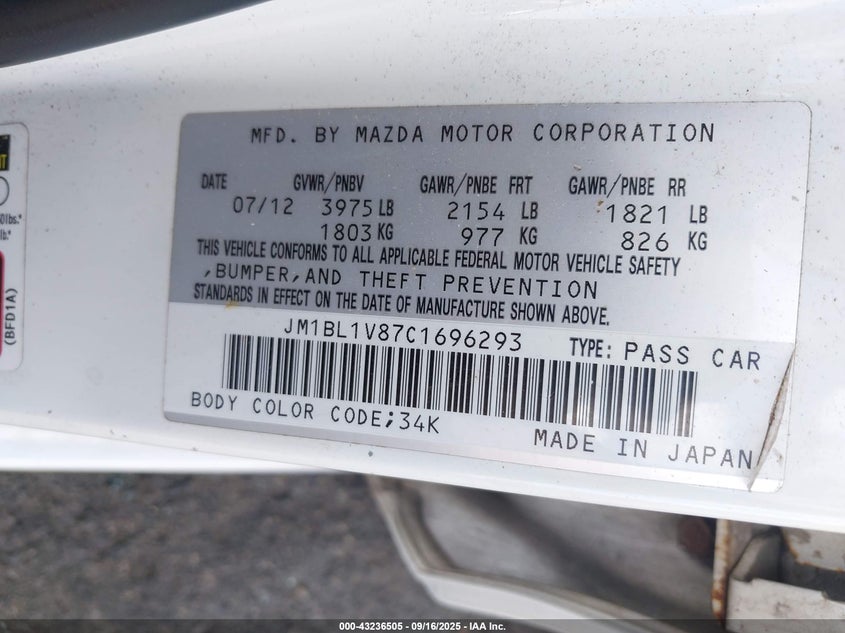 MFD. BY MAZDA MOTOR CORPORATION
DATE GVWR/PNBV GAWR/PNBE FRT GAWR/PNBE RR
07/12 3975 LB 2154 LB 1821 LB
1803 KG 977 KG 826 KG
THIS VEHICLE CONFORMS TO ALL APPLICABLE FEDERAL MOTOR VEHICLE SAFETY
,BUMPER,AND THEFT PREVENTION
STANDARDS IN EFFECT ON THE DATE OF MANUFACTURE SHOWN ABOVE.
JM1BL1V87C1696293 TYPE: PASS CAR
BODY COLOR CODE;34K
MADE IN JAPAN
(BFD1A)
000-43236505 - 09/16/2025 - IAA Inc.